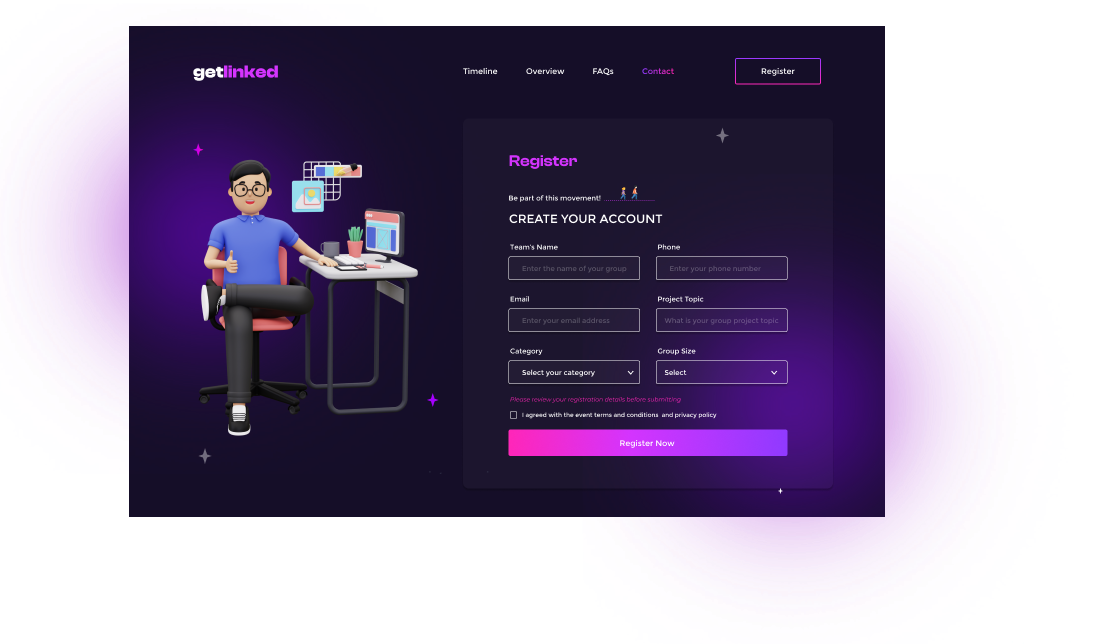 getlinked
Timeline Overview FAQs Contact Register
Register
Be part of this movement!
CREATE YOUR ACCOUNT
Team's Name Phone
Enter the name of your group Enter your phone number
Email Project Topic
Enter your email address What is your group project topic
Category Group Size
Select your category Select
Please review your registration details before submitting
I agreed with the event terms and conditions and privacy policy
Register Now